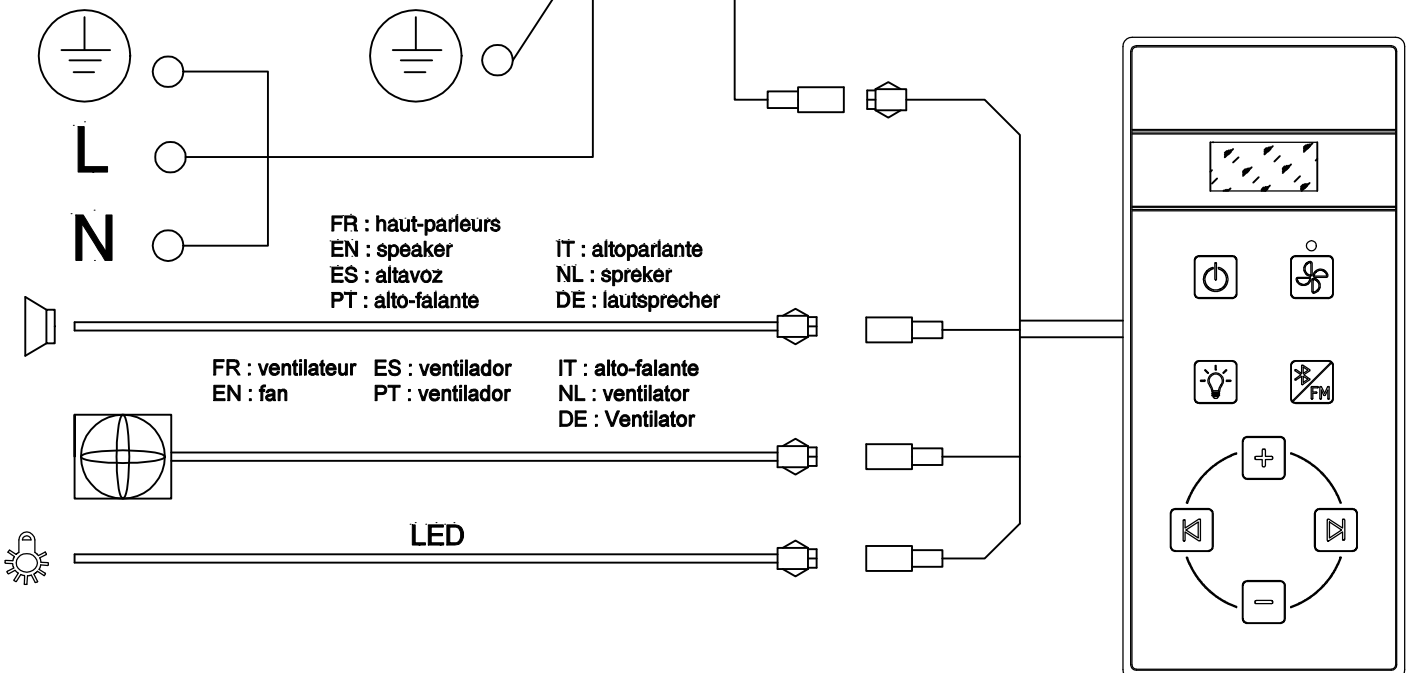 L
N
FR : haut-parleurs
EN : speaker
ES : altavoz
PT : alto-falante
IT : altoparlante
NL : spreker
DE : lautsprecher
FR : ventilateur
EN : fan
ES : ventilador
PT : ventilador
IT : alto-falante
NL : ventilator
DE : Ventilator
LED
FM